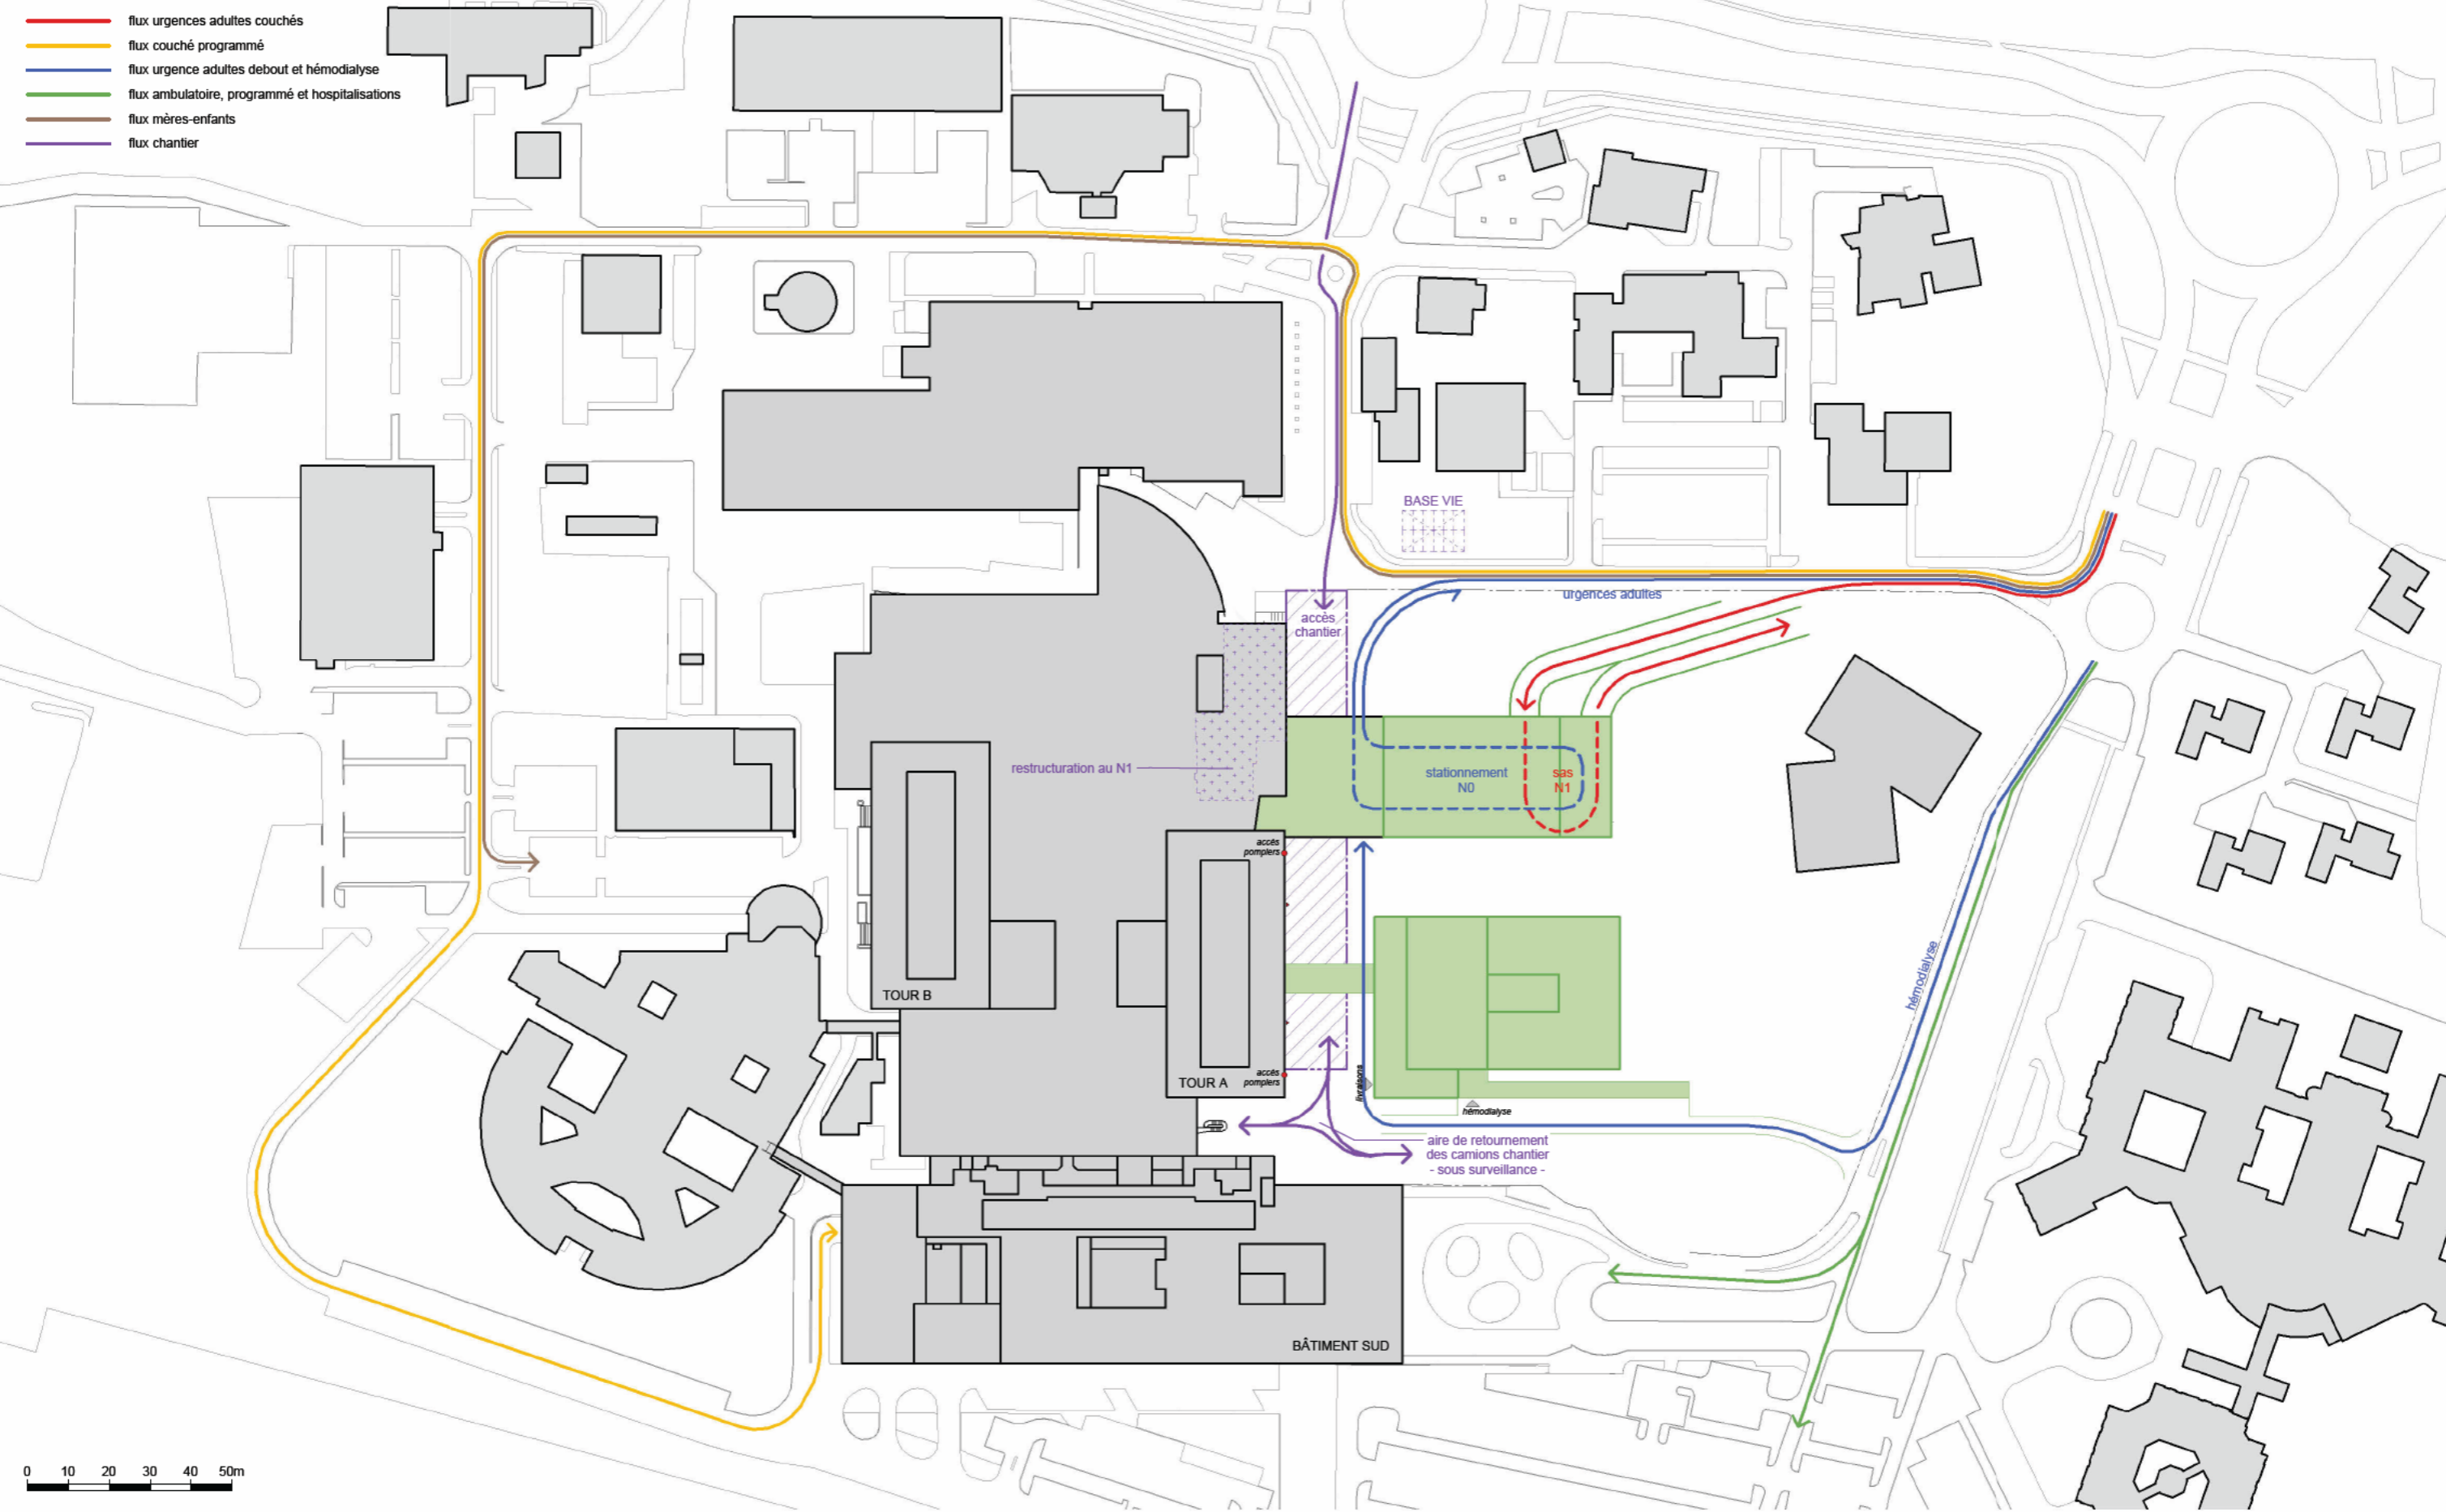 flux urgences adultes couchés
flux couché programmé
flux urgence adultes debout et hémodialyse
flux ambulatoire, programmé et hospitalisations
flux mères-enfants
flux chantier
BASE VIE
urgences adultes
accès
chantier
restructuration au N1
stationnement
N0
sas
N1
accès
pompiers
hémodialyse
TOUR B
TOUR A
accès
pompiers
livraisons
hémodialyse
aire de retournement
des camions chantier
- sous surveillance -
BÂTIMENT SUD
0 10 20 30 40 50m